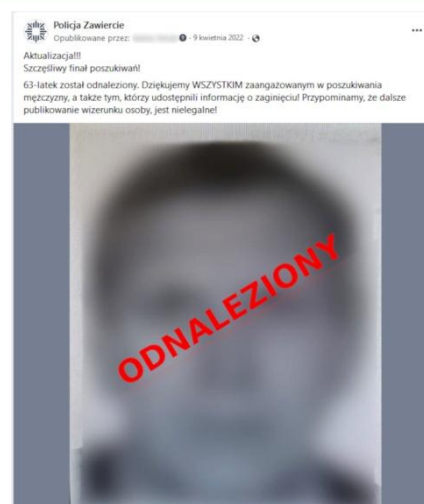 Policja Zawiercie
Opublikowane przez: · 9 kwietnia 2022 ·
Aktualizacja!!!
Szczęśliwy finał poszukiwań!
63-latek został odnaleziony. Dziękujemy WSZYSTKIM zaangażowanym w poszukiwania
mężczyzny, a także tym, którzy udostępnili informację o zaginięciu! Przypominamy, że dalsze
publikowanie wizerunku osoby, jest nielegalne!
ODNALEZIONY